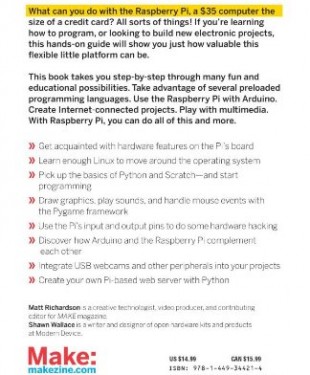 What can you do with the Raspberry Pi, a $35 computer the
size of a credit card? All sorts of things! If you're learning
how to program, or looking to build new electronic projects,
this hands-on guide will show you just how valuable this
flexible little platform can be.
This book takes you step-by-step through many fun and
educational possibilities. Take advantage of several preloaded
programming languages. Use the Raspberry Pi with Arduino.
Create Internet-connected projects. Play with multimedia.
With Raspberry Pi, you can do all of this and more.
» Get acquainted with hardware features on the Pi's board
» Learn enough Linux to move around the operating system
» Pick up the basics of Python and Scratch—and start
programming
» Draw graphics, play sounds, and handle mouse events with
the Pygame framework
» Use the Pi's input and output pins to do some hardware hacking
» Discover how Arduino and the Raspberry Pi complement
each other
» Integrate USB webcams and other peripherals into your projects
» Create your own Pi-based web server with Python
Matt Richardson is a creative technologist, video producer, and contributing
editor for MAKE magazine.
Shawn Wallace is a writer and designer of open hardware kits and products
at Modern Device.
Make:
makezine.com
US $14.99 CAN $15.99
ISBN: 978-1-449-34421-4